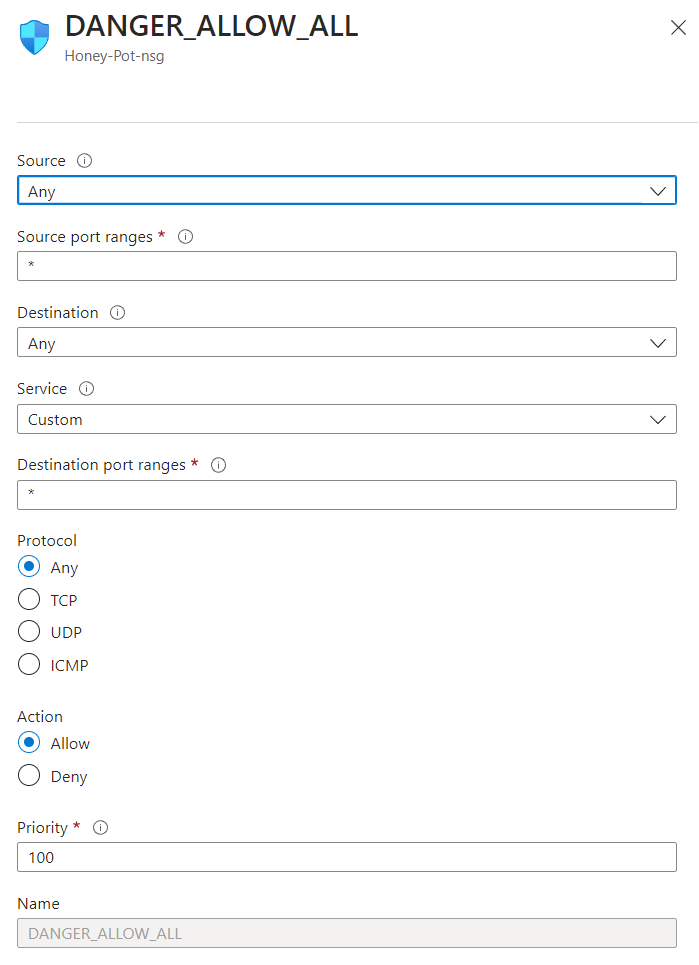 DANGER_ALLOW_ALL
Honey-Pot-nsg
Source
Any
Source port ranges *
*
Destination
Any
Service
Custom
Destination port ranges *
*
Protocol
Any
TCP
UDP
ICMP
Action
Allow
Deny
Priority *
100
Name
DANGER_ALLOW_ALL